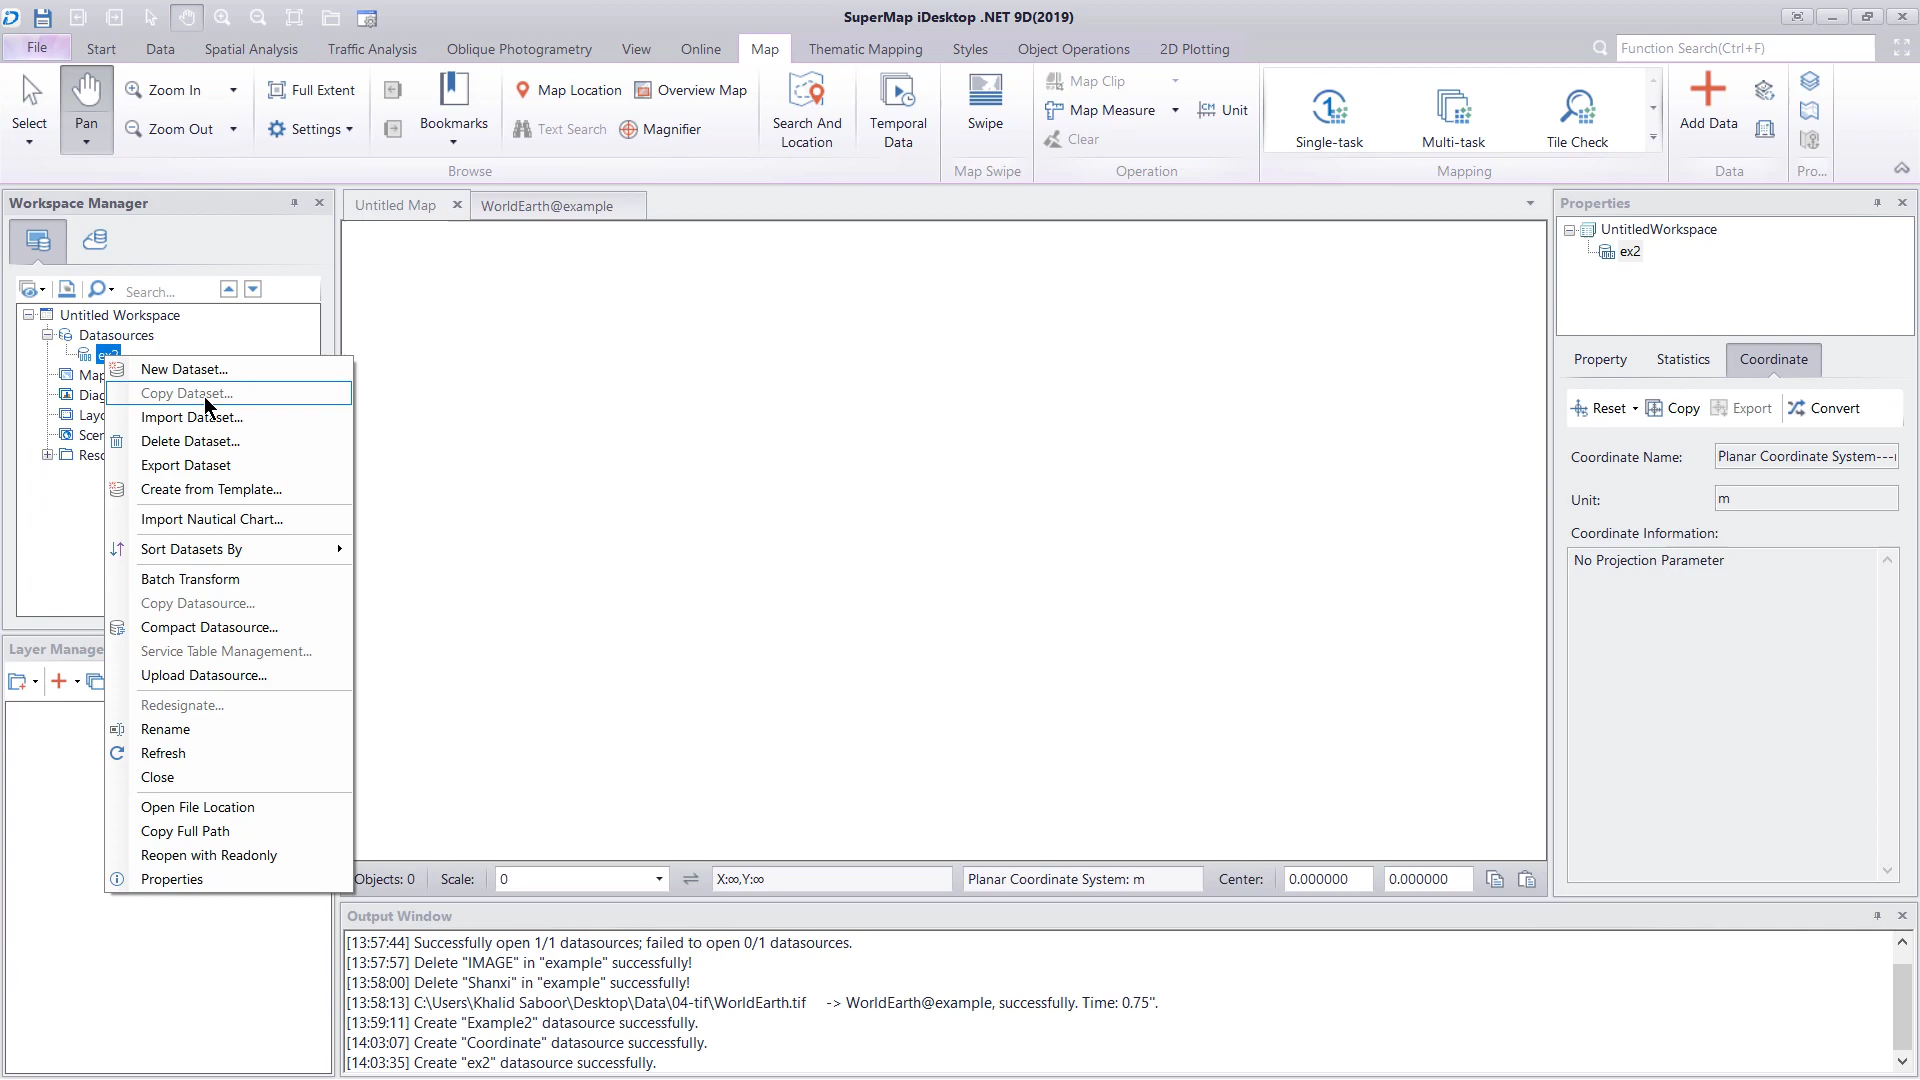 SuperMap iDesktop .NET 9D(2019)
File Start Data Spatial Analysis Traffic Analysis Oblique Photogrametry View Online Map Thematic Mapping Styles Object Operations 2D Plotting
Function Search(Ctrl+F)
Select
Pan
Zoom In
Zoom Out
Full Extent
Settings
Bookmarks
Map Location
Overview Map
Text Search
Magnifier
Search And
Location
Temporal
Data
Swipe
Map Clip
Map Measure
Unit
Clear
Single-task
Multi-task
Tile Check
Add Data
Browse
Map Swipe
Operation
Mapping
Data
Pro...
Workspace Manager
Search...
Untitled Workspace
Datasources
ex2
Map
Diag
Layo
Scen
Reso
New Dataset...
Copy Dataset...
Import Dataset...
Delete Dataset...
Export Dataset
Create from Template...
Import Nautical Chart...
Sort Datasets By
Batch Transform
Copy Datasource...
Compact Datasource...
Service Table Management...
Upload Datasource...
Redesignate...
Rename
Refresh
Close
Open File Location
Copy Full Path
Reopen with Readonly
Properties
Layer Manage
Untitled Map
WorldEarth@example
Objects: 0
Scale:
0
X:∞,Y:∞
Planar Coordinate System: m
Center:
0.000000
0.000000
Output Window
[13:57:44] Successfully open 1/1 datasources; failed to open 0/1 datasources.
[13:57:57] Delete "IMAGE" in "example" successfully!
[13:58:00] Delete "Shanxi" in "example" successfully!
[13:58:13] C:\Users\Khalid Saboor\Desktop\Data\04-tif\WorldEarth.tif -> WorldEarth@example, successfully. Time: 0.75".
[13:59:11] Create "Example2" datasource successfully.
[14:03:07] Create "Coordinate" datasource successfully.
[14:03:35] Create "ex2" datasource successfully.
Properties
UntitledWorkspace
ex2
Property
Statistics
Coordinate
Reset
Copy
Export
Convert
Coordinate Name:
Planar Coordinate System---
Unit:
m
Coordinate Information:
No Projection Parameter